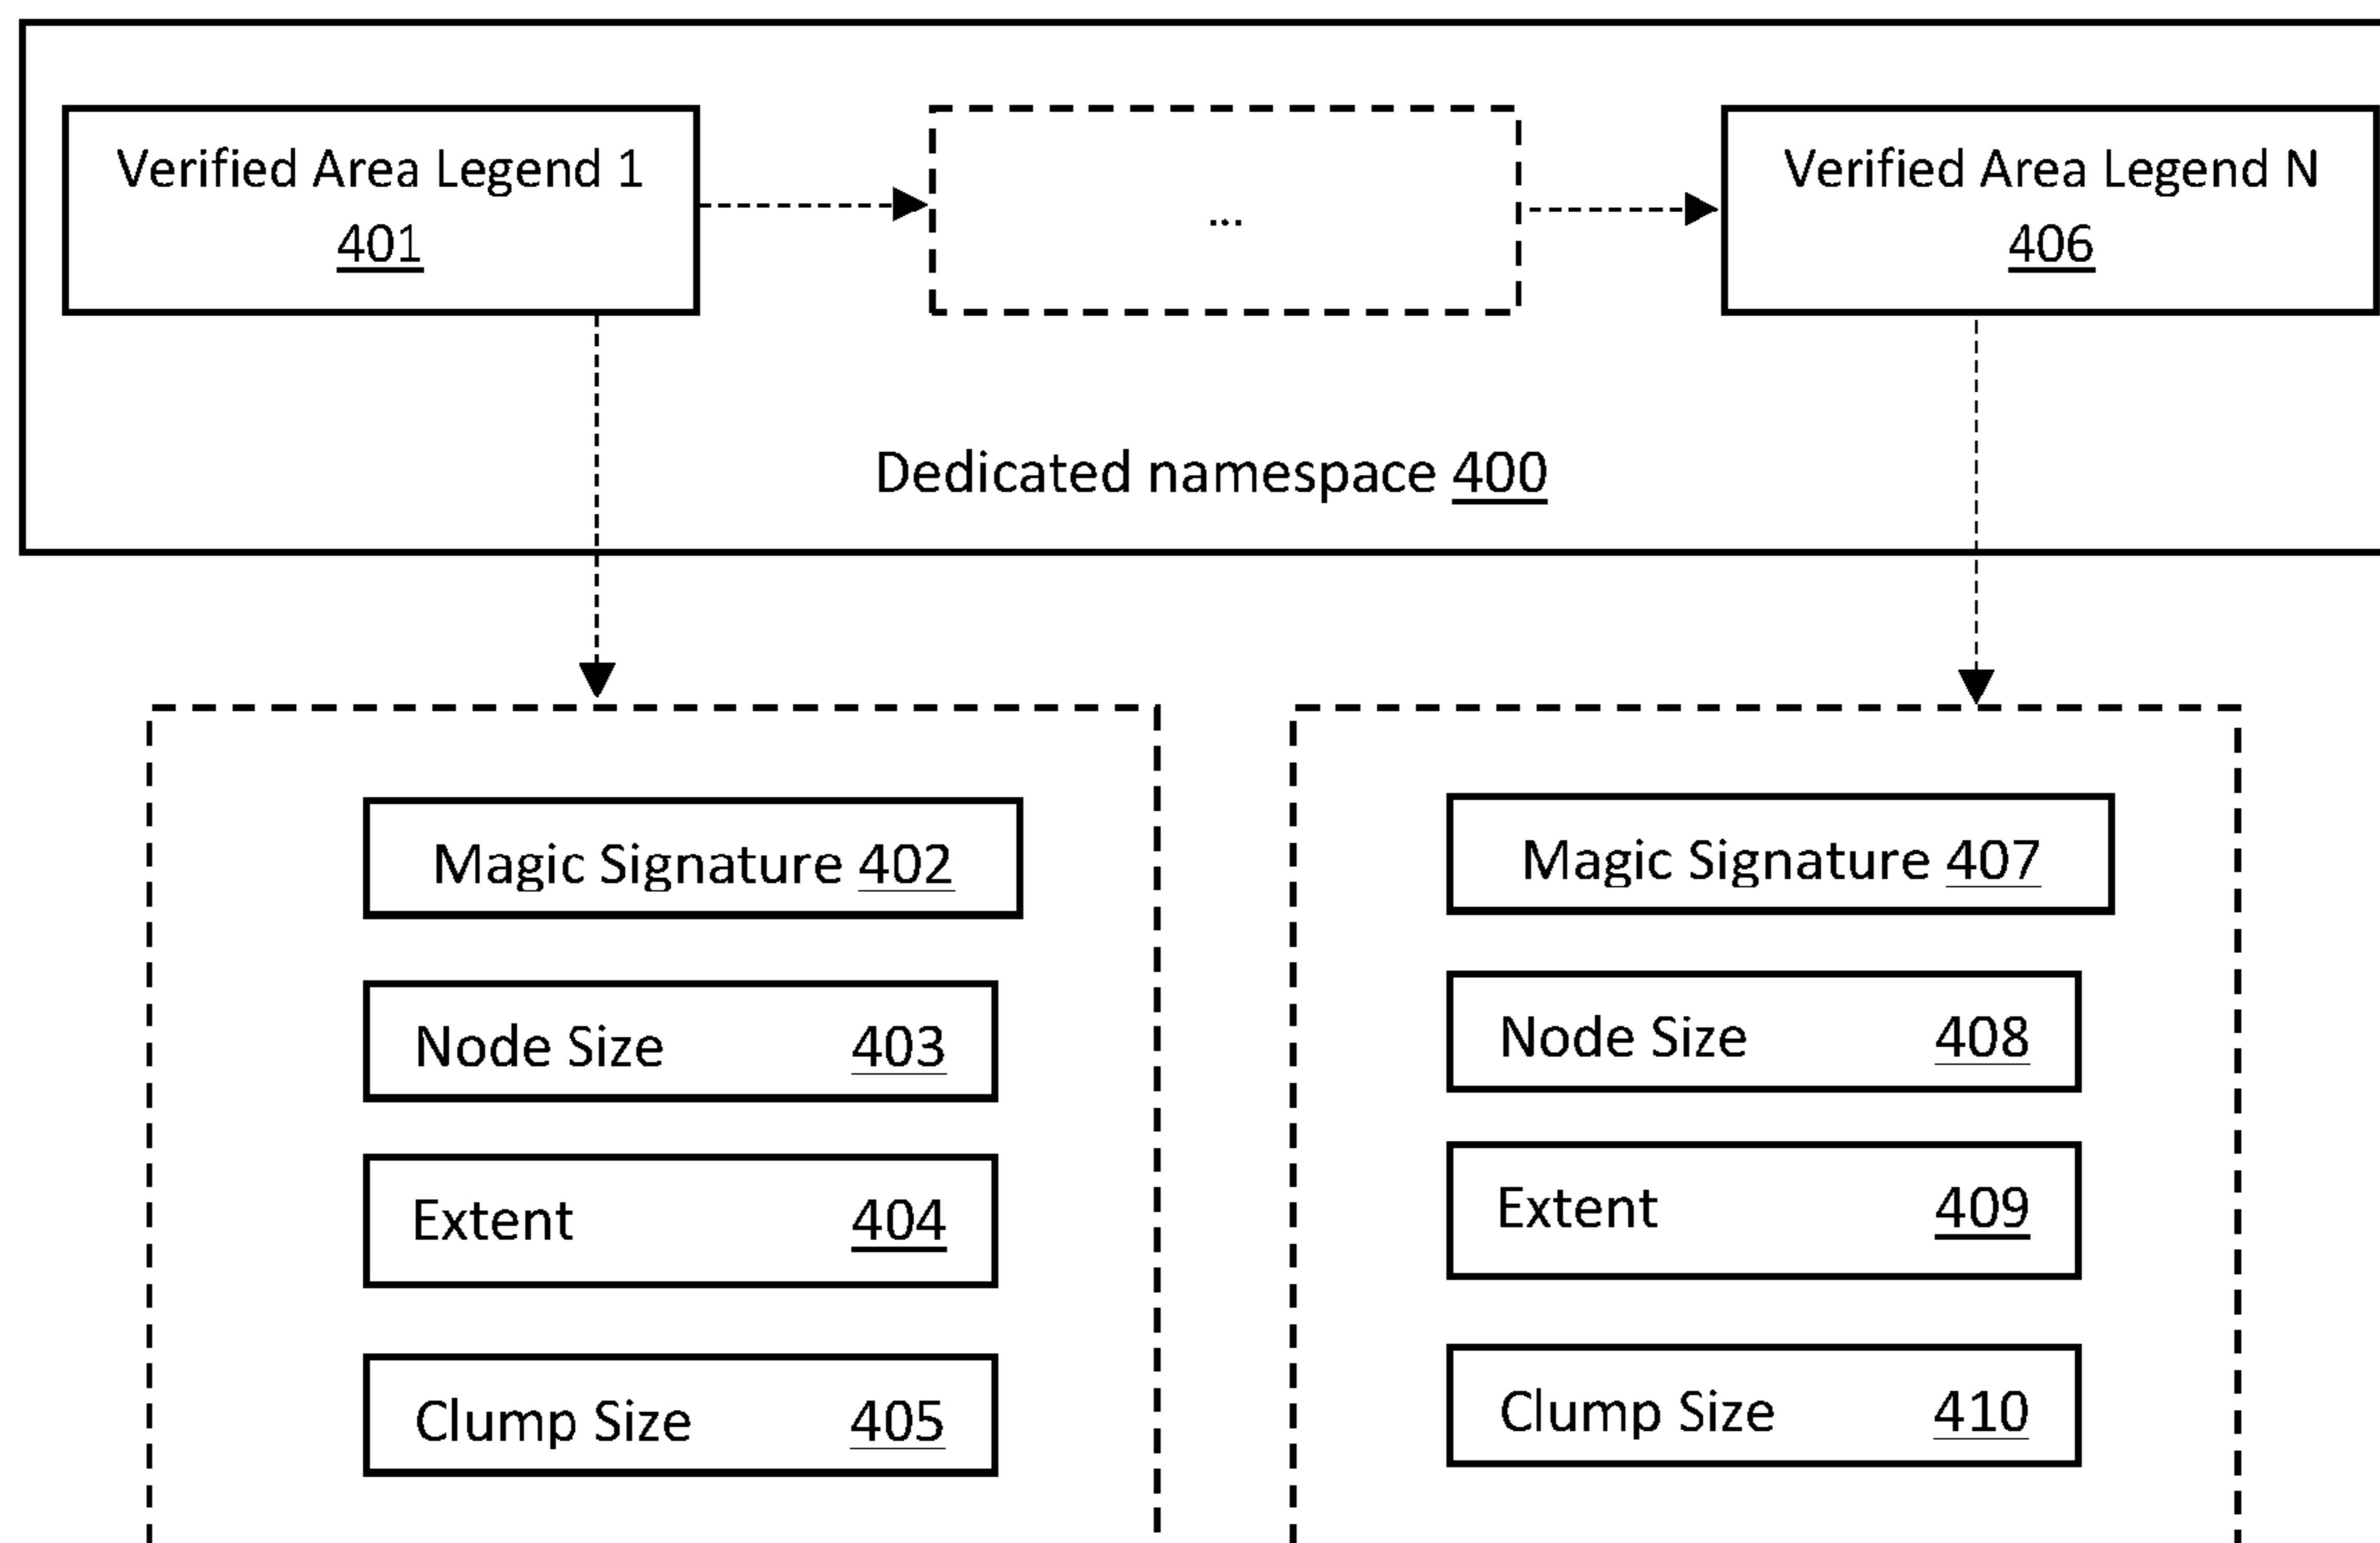 Verified Area Legend 1
401
...
Verified Area Legend N
406
Dedicated namespace 400
Magic Signature 402
Node Size 403
Extent 404
Clump Size 405
Magic Signature 407
Node Size 408
Extent 409
Clump Size 410